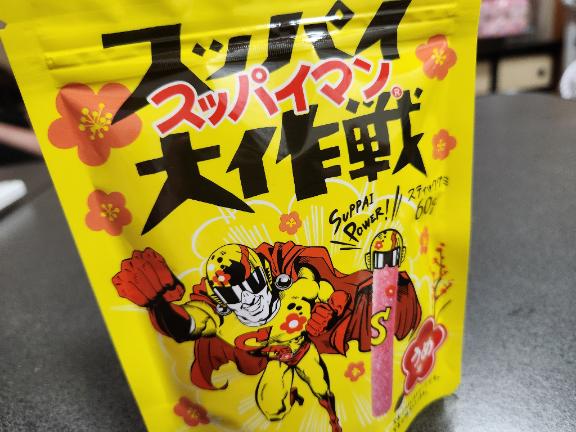 スッパイ
スッパイマン®
大作戦
SUPPAI
POWER!
スティックグミ
60g
S
S
うめ